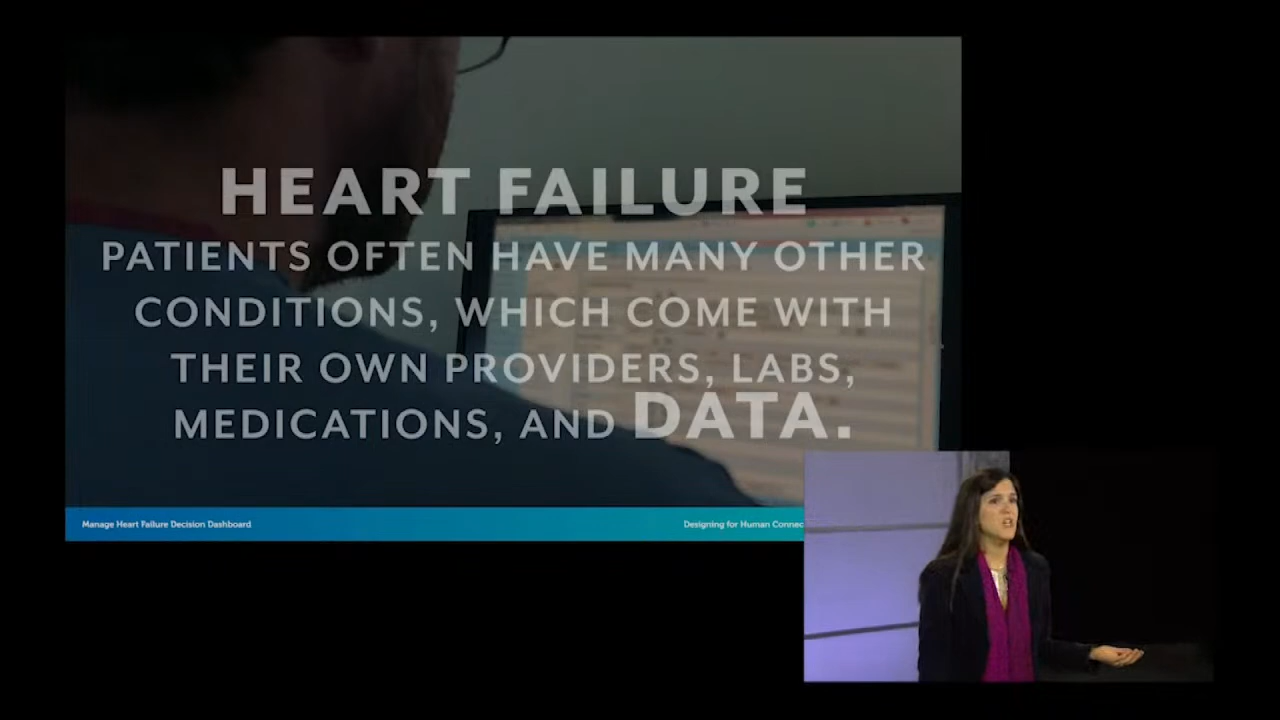 HEART FAILURE
PATIENTS OFTEN HAVE MANY OTHER
CONDITIONS, WHICH COME WITH
THEIR OWN PROVIDERS, LABS,
MEDICATIONS, AND DATA.
Manage Heart Failure Decision Dashboard
Designing for Human